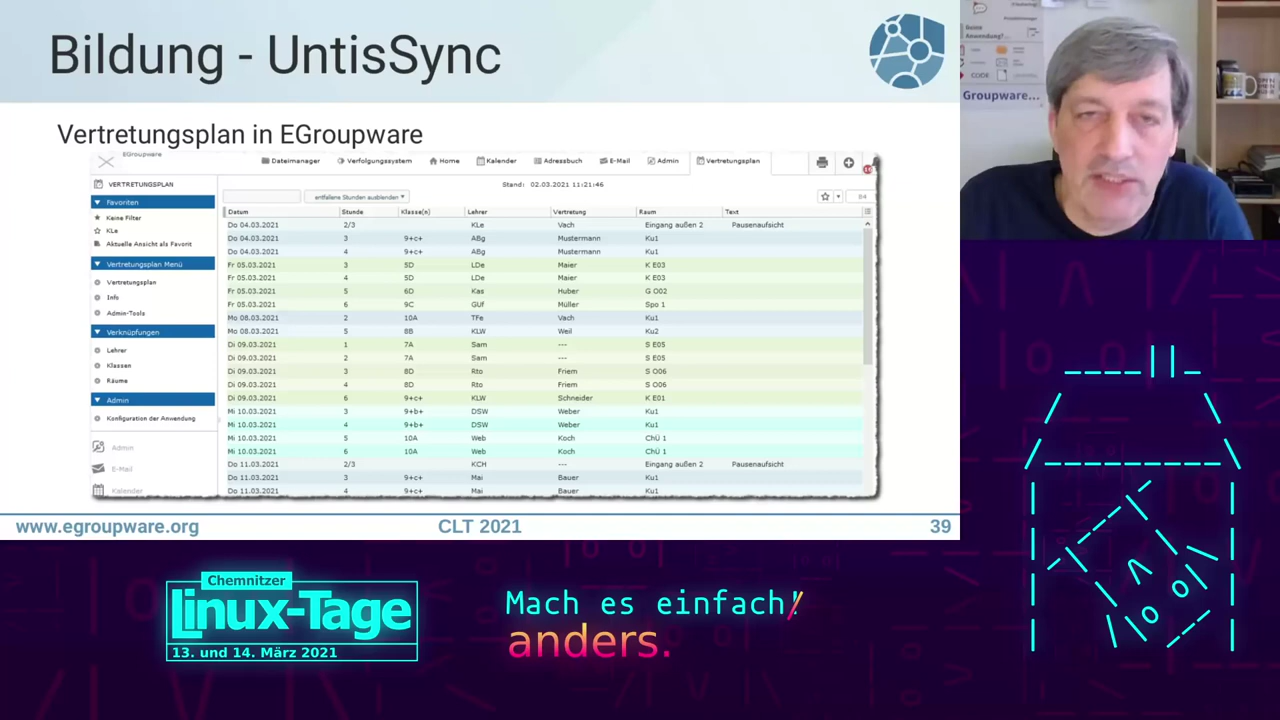 Bildung - UntisSync
Vertretungsplan in EGroupware
EGroupware
Dateimanager Verfolgungssystem Home Kalender Adressbuch E-Mail Admin Vertretungsplan
VERTRETUNGSPLAN
Stand: 02.03.2021 11:21:46
entfallene Stunden ausblenden
84
Favoriten
Keine Filter
KLe
Aktuelle Ansicht als Favorit
Vertretungsplan Menü
Vertretungsplan
Info
Admin-Tools
Verknüpfungen
Lehrer
Klassen
Räume
Admin
Konfiguration der Anwendung
Admin
E-Mail
Kalender
Datum Stunde Klasse(n) Lehrer Vertretung Raum Text
Do 04.03.2021 2/3 KLe Vach Eingang außen 2 Pausenaufsicht
Do 04.03.2021 3 9+c+ ABg Mustermann Ku1
Do 04.03.2021 4 9+c+ ABg Mustermann Ku1
Fr 05.03.2021 3 5D LDe Maier K E03
Fr 05.03.2021 4 5D LDe Maier K E03
Fr 05.03.2021 5 6D Kas Huber G O02
Fr 05.03.2021 6 9C GUf Müller Spo 1
Mo 08.03.2021 2 10A TFe Vach Ku1
Mo 08.03.2021 5 8B KLW Weil Ku2
Di 09.03.2021 1 7A Sam --- S E05
Di 09.03.2021 2 7A Sam --- S E05
Di 09.03.2021 3 8D Rto Friem S O06
Di 09.03.2021 4 8D Rto Friem S O06
Di 09.03.2021 6 9+c+ KLW Schneider K E01
Mi 10.03.2021 3 9+b+ DSW Weber Ku1
Mi 10.03.2021 4 9+b+ DSW Weber Ku1
Mi 10.03.2021 5 10A Web Koch ChÜ 1
Mi 10.03.2021 6 10A Web Koch ChÜ 1
Do 11.03.2021 2/3 KCH --- Eingang außen 2 Pausenaufsicht
Do 11.03.2021 3 9+c+ Mai Bauer Ku1
Do 11.03.2021 4 9+c+ Mai Bauer Ku1
www.egroupware.org CLT 2021 39
Deine
Anwendung?...
CODE
Groupware...
Chemnitzer
Linux-Tage
13. und 14. März 2021
Mach es einfach!
anders.